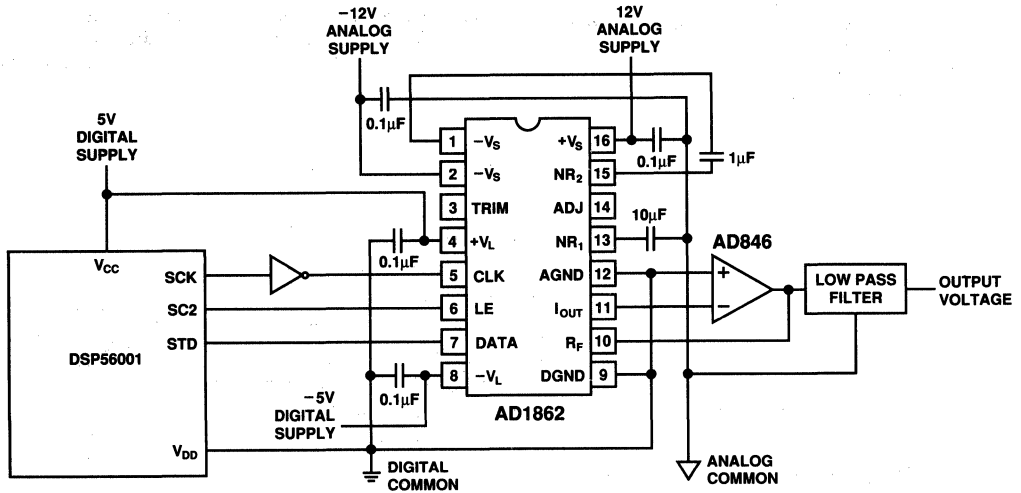 −12V
ANALOG
SUPPLY
12V
ANALOG
SUPPLY
5V
DIGITAL
SUPPLY
0.1μF
0.1μF
1μF
1 −VS
+VS 16
2 −VS
NR2 15
3 TRIM
ADJ 14
10μF
4 +VL
NR1 13
0.1μF
AD846
VCC
SCK
5 CLK
AGND 12
+
LOW PASS
FILTER
OUTPUT
VOLTAGE
SC2
6 LE
IOUT 11
−
STD
7 DATA
RF 10
DSP56001
8 −VL
DGND 9
0.1μF
−5V
DIGITAL
SUPPLY
AD1862
VDD
DIGITAL
COMMON
ANALOG
COMMON